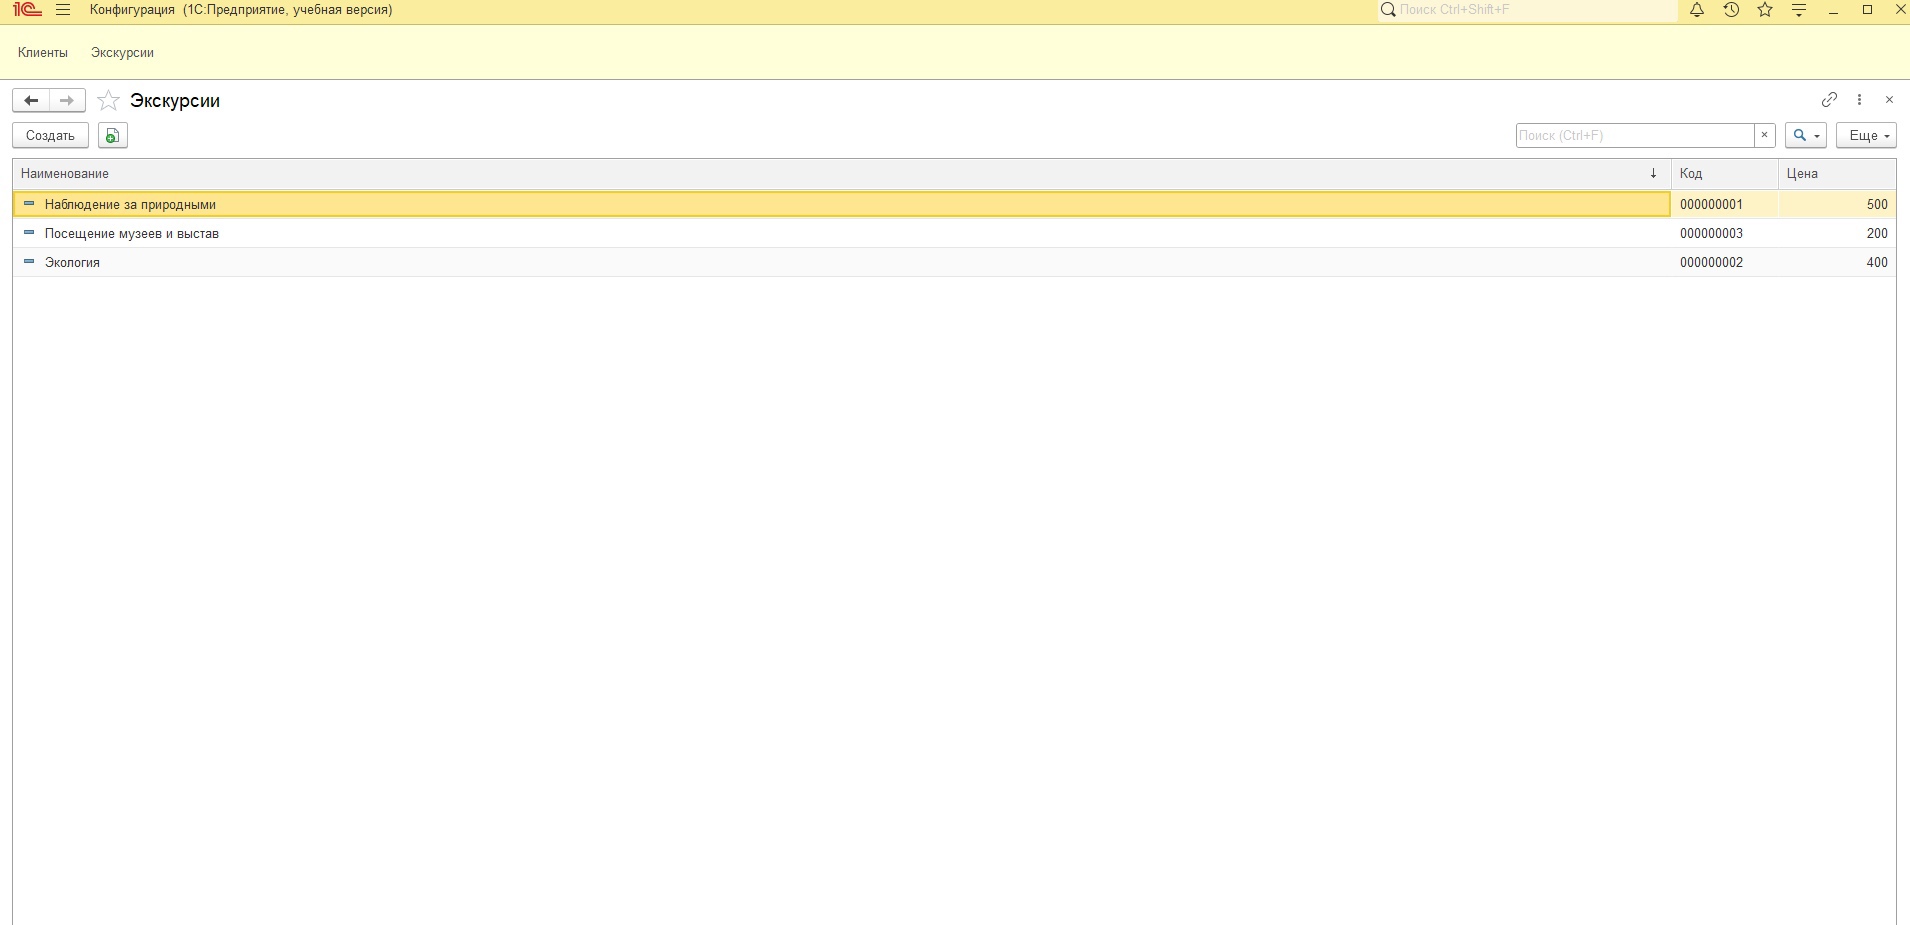 1С Конфигурация (1С:Предприятие, учебная версия) Поиск Ctrl+Shift+F
Клиенты Экскурсии
Экскурсии
Создать Поиск (Ctrl+F) × Еще
Наименование ↓ Код Цена
Наблюдение за природными 000000001 500
Посещение музеев и выстав 000000003 200
Экология 000000002 400